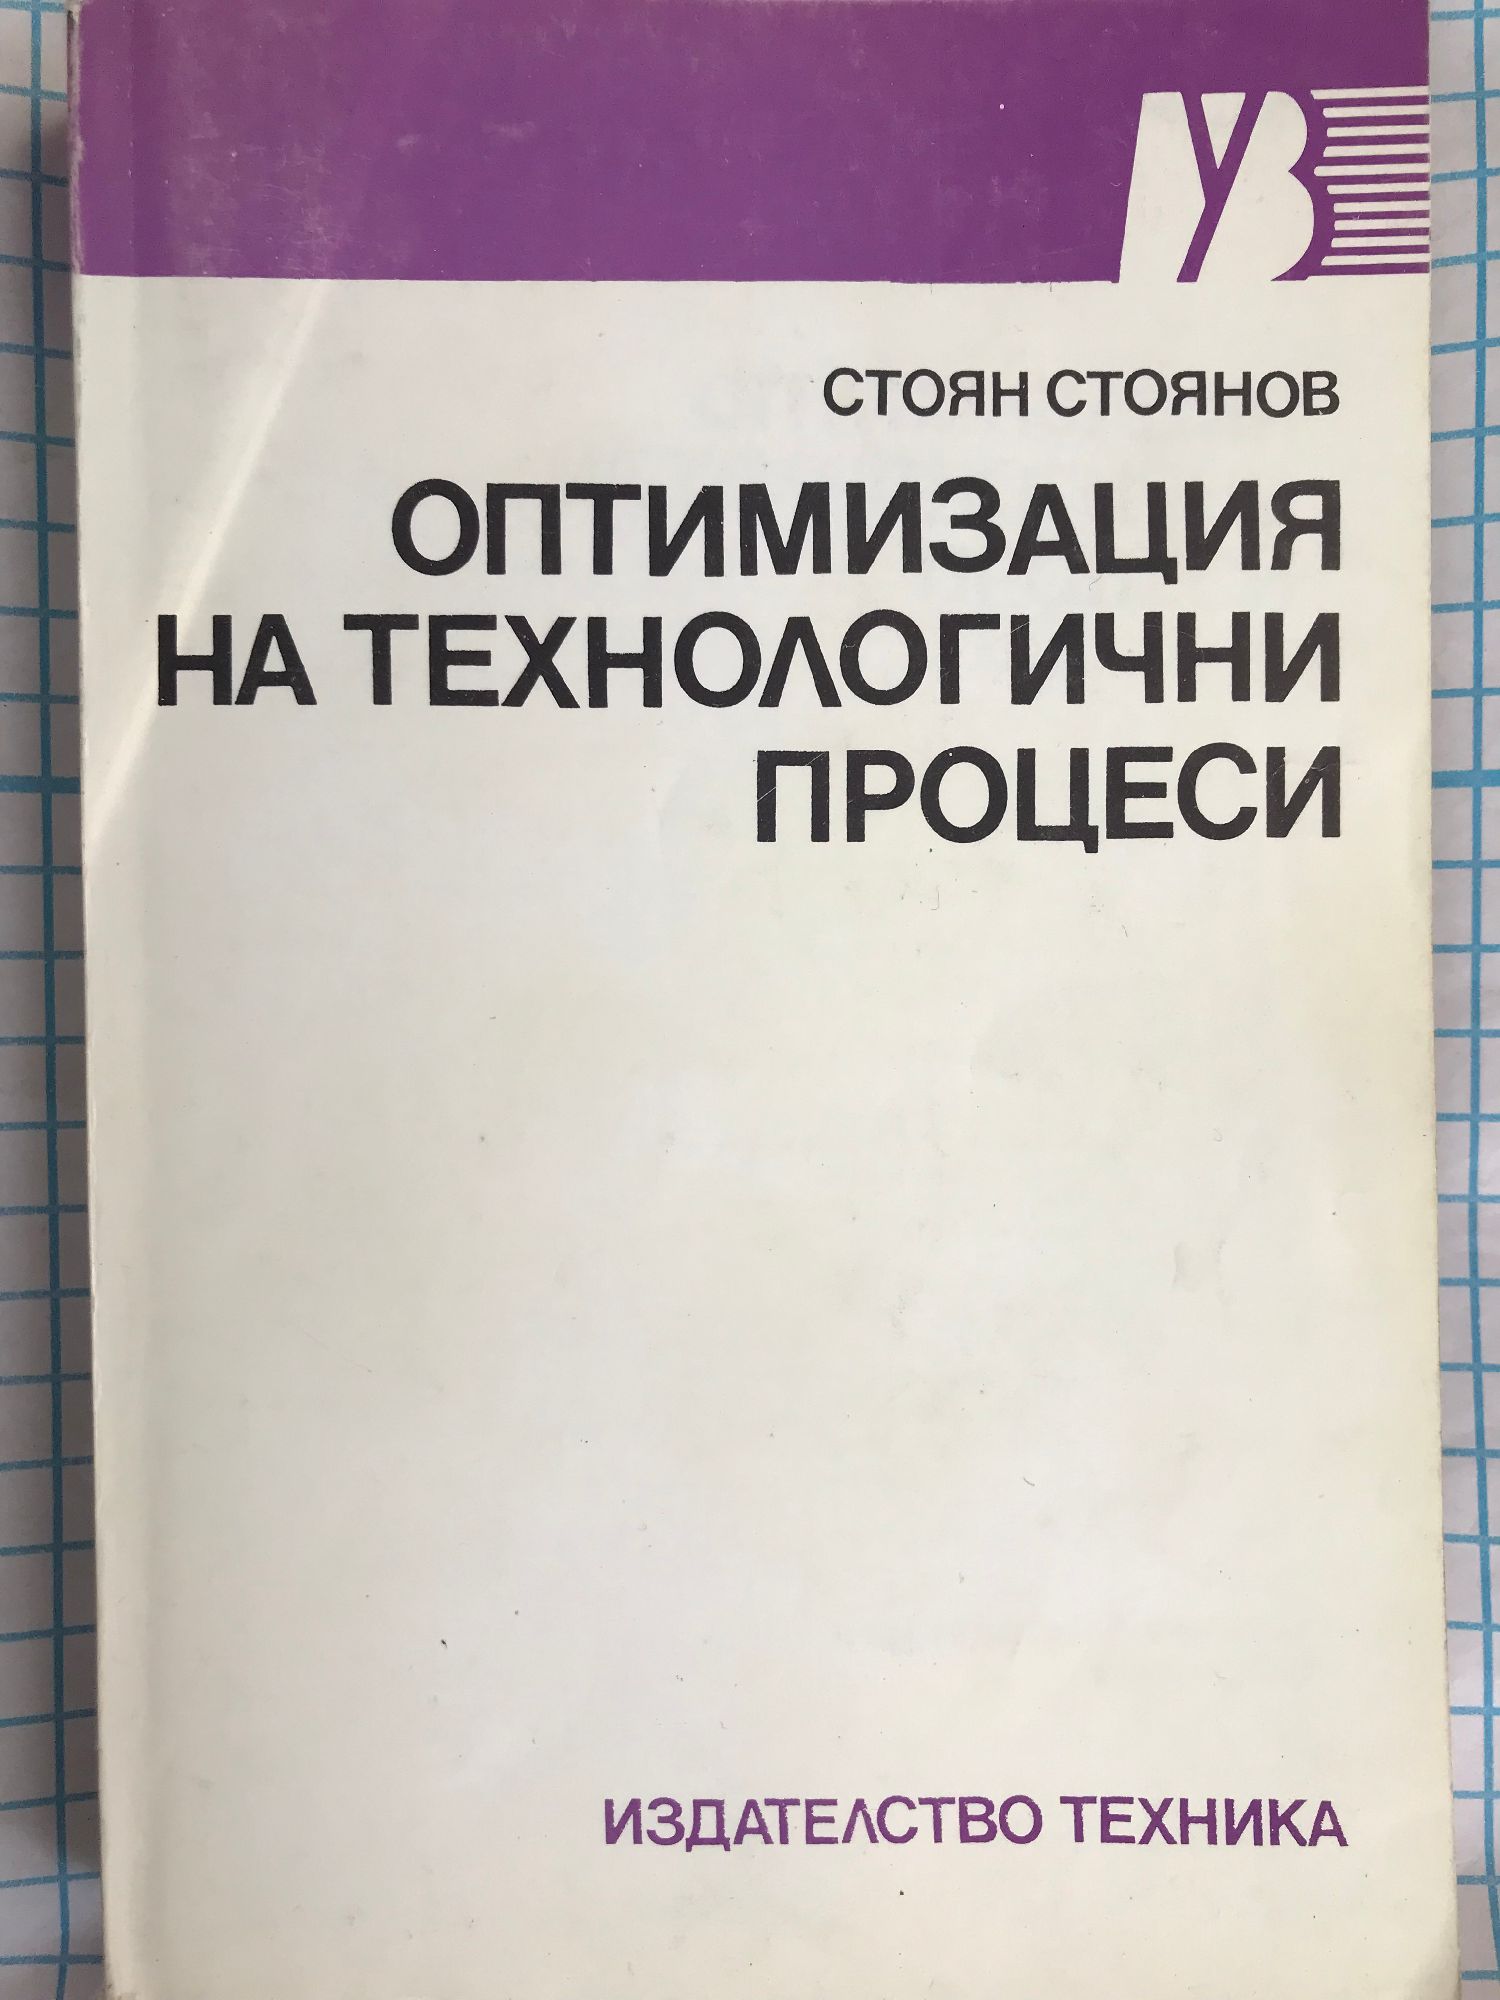 УВ
СТОЯН СТОЯНОВ
ОПТИМИЗАЦИЯ
НА ТЕХНОЛОГИЧНИ
ПРОЦЕСИ
ИЗДАТЕЛСТВО ТЕХНИКА